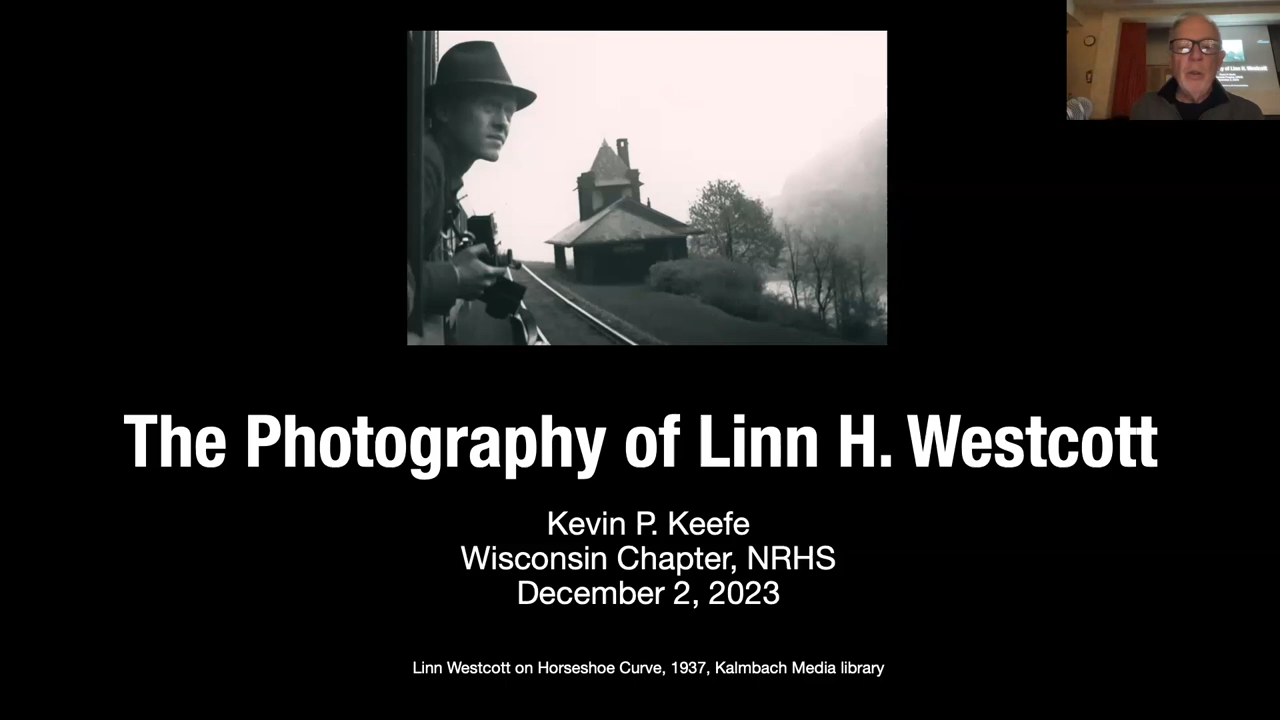 The Photography of Linn H. Westcott
Kevin P. Keefe
Wisconsin Chapter, NRHS
December 2, 2023
Linn Westcott on Horseshoe Curve, 1937, Kalmbach Media library